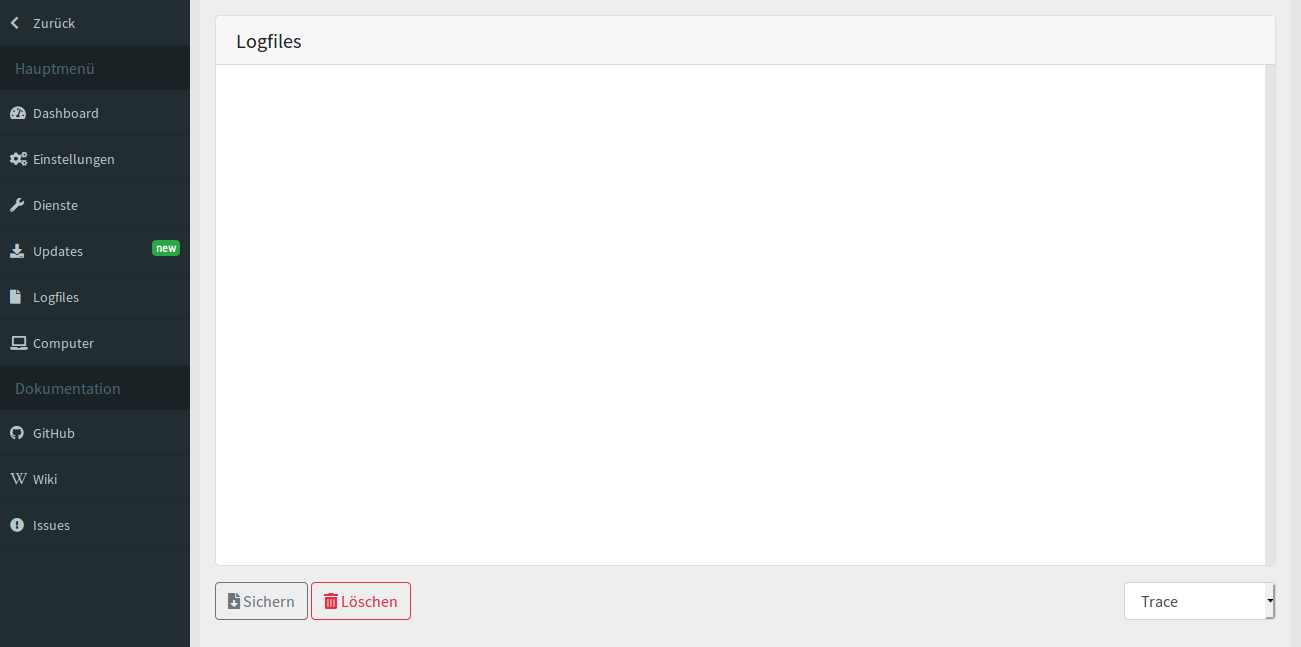 Zurück
Hauptmenü
Dashboard
Einstellungen
Dienste
Updates new
Logfiles
Computer
Dokumentation
GitHub
Wiki
Issues
Logfiles
Sichern Löschen Trace